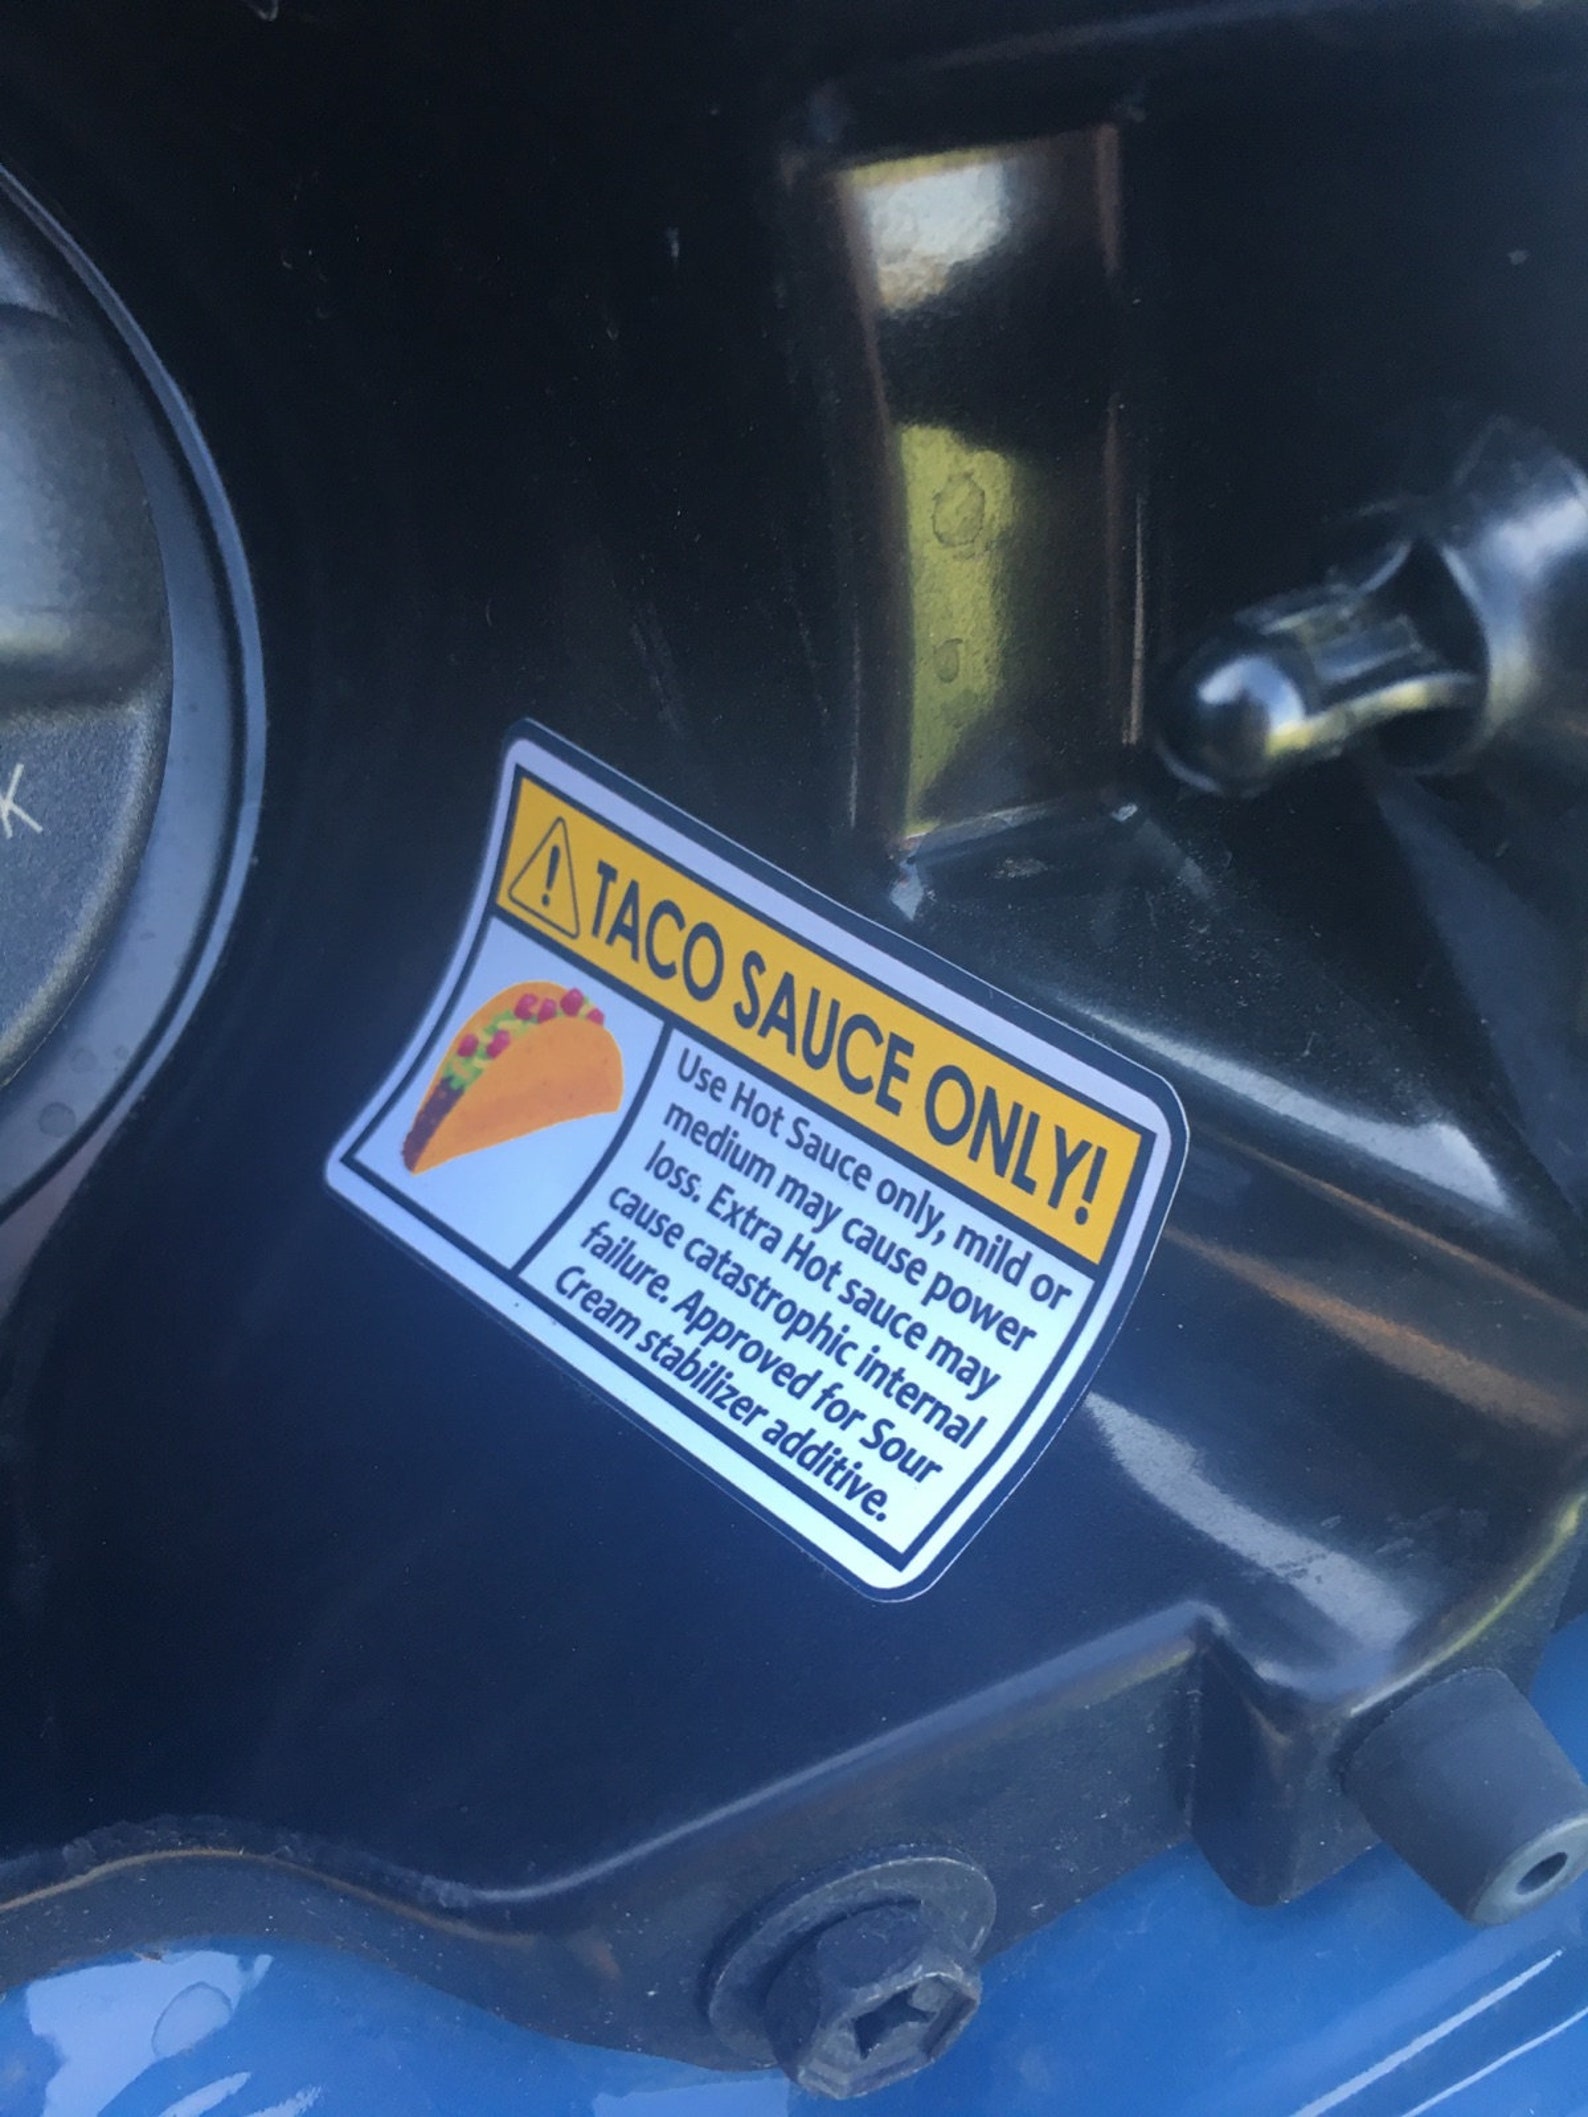 K
! TACO SAUCE ONLY!
Use Hot Sauce only, mild or
medium may cause power
loss. Extra Hot sauce may
cause catastrophic internal
failure. Approved for Sour
Cream stabilizer additive.